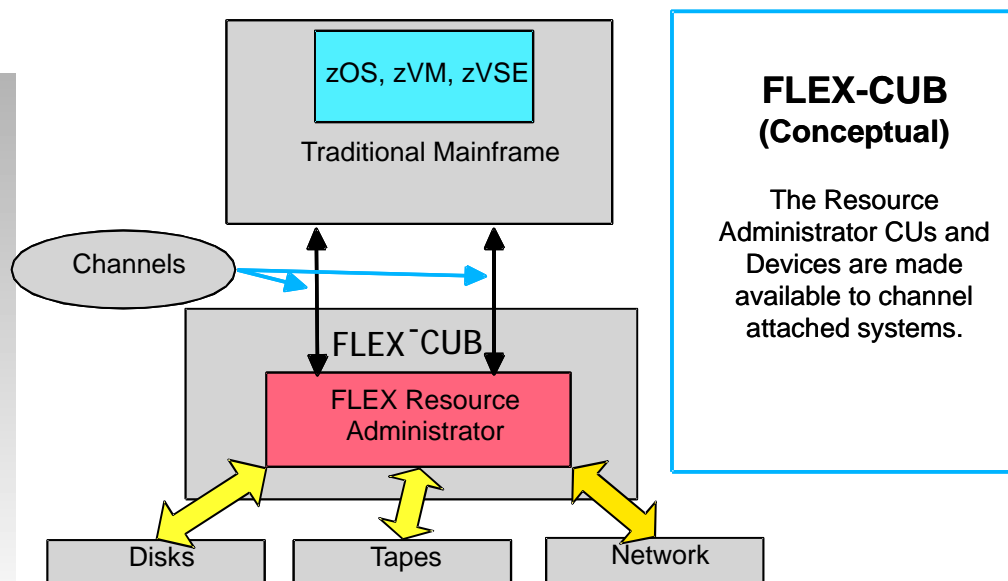 zOS, zVM, zVSE
Traditional Mainframe
Channels
FLEX-CUB
FLEX Resource
Administrator
Disks
Tapes
Network
FLEX-CUB
(Conceptual)
The Resource
Administrator CUs and
Devices are made
available to channel
attached systems.